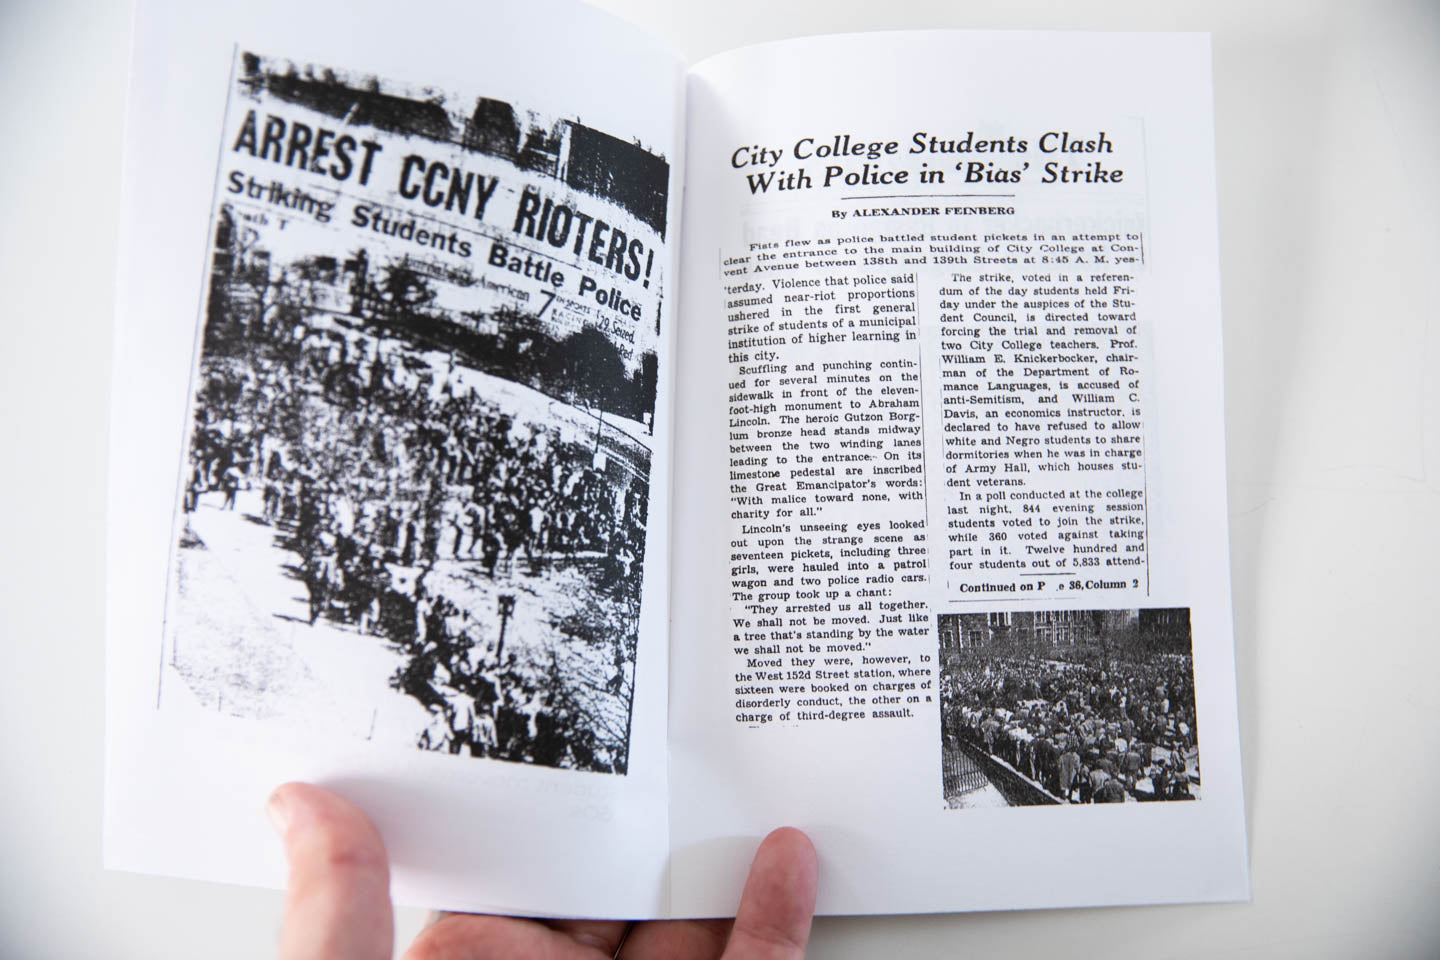 ARREST CCNY RIOTERS!
Striking Students Battle Police
American
7
RACING
City College Students Clash
With Police in ‘Bias’ Strike
By ALEXANDER FEINBERG
Fists flew as police battled student pickets in an attempt to
clear the entrance to the main building of City College at Con-
vent Avenue between 138th and 139th Streets at 8:45 A. M. yes-
terday. Violence that police said
assumed near-riot proportions
ushered in the first general
strike of students of a municipal
institution of higher learning in
this city.
Scuffling and punching contin-
ued for several minutes on the
sidewalk in front of the eleven-
foot-high monument to Abraham
Lincoln. The heroic Gutzon Borg-
lum bronze head stands midway
between the two winding lanes
leading to the entrance. On its
limestone pedestal are inscribed
the Great Emancipator's words:
"With malice toward none, with
charity for all."
Lincoln's unseeing eyes looked
out upon the strange scene as
seventeen pickets, including three
girls, were hauled into a patrol
wagon and two police radio cars.
The group took up a chant:
"They arrested us all together.
We shall not be moved. Just like
a tree that's standing by the water
we shall not be moved."
Moved they were, however, to
the West 152d Street station, where
sixteen were booked on charges of
disorderly conduct, the other on a
charge of third-degree assault.
The strike, voted in a referen-
dum of the day students held Fri-
day under the auspices of the Stu-
dent Council, is directed toward
forcing the trial and removal of
two City College teachers. Prof.
William E. Knickerbocker, chair-
man of the Department of Ro-
mance Languages, is accused of
anti-Semitism, and William C.
Davis, an economics instructor, is
declared to have refused to allow
white and Negro students to share
dormitories when he was in charge
of Army Hall, which houses stu-
dent veterans.
In a poll conducted at the college
last night, 844 evening session
students voted to join the strike,
while 360 voted against taking
part in it. Twelve hundred and
four students out of 5,833 attend-
Continued on P e 36, Column 2